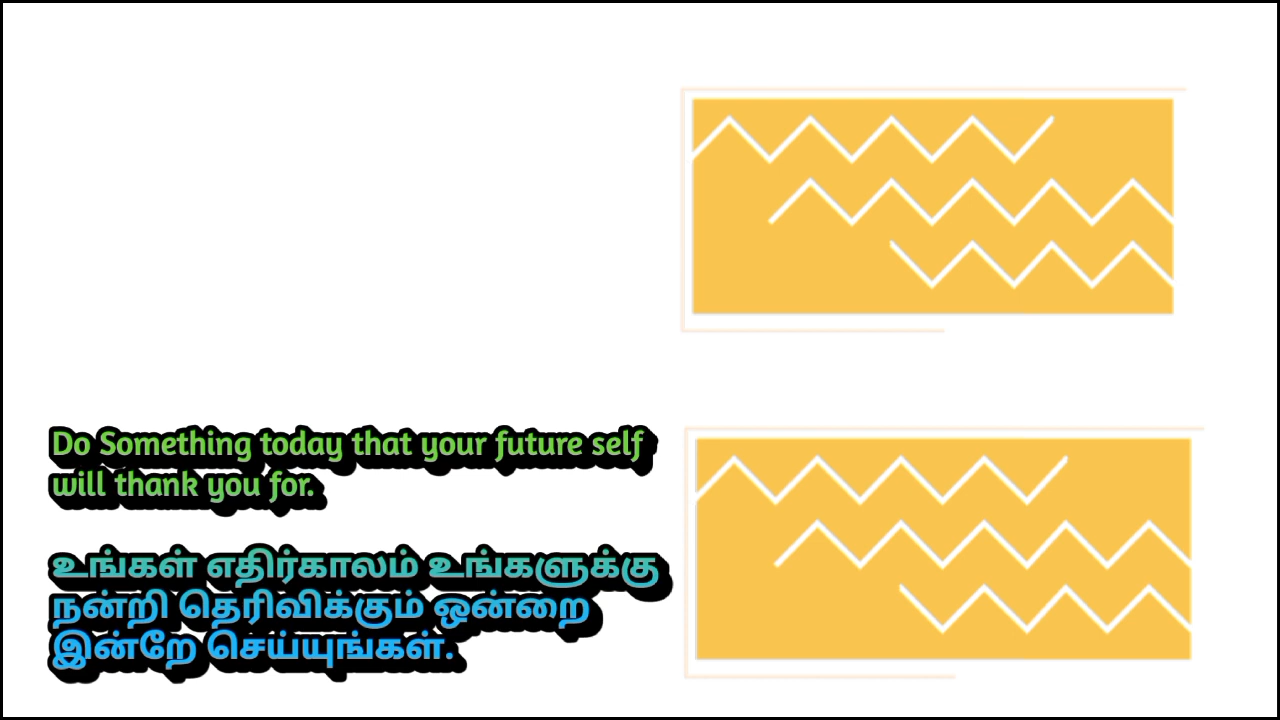 Do Something today that your future self
will thank you for.
உங்கள் எதிர்காலம் உங்களுக்கு
நன்றி தெரிவிக்கும் ஒன்றை
இன்றே செய்யுங்கள்.